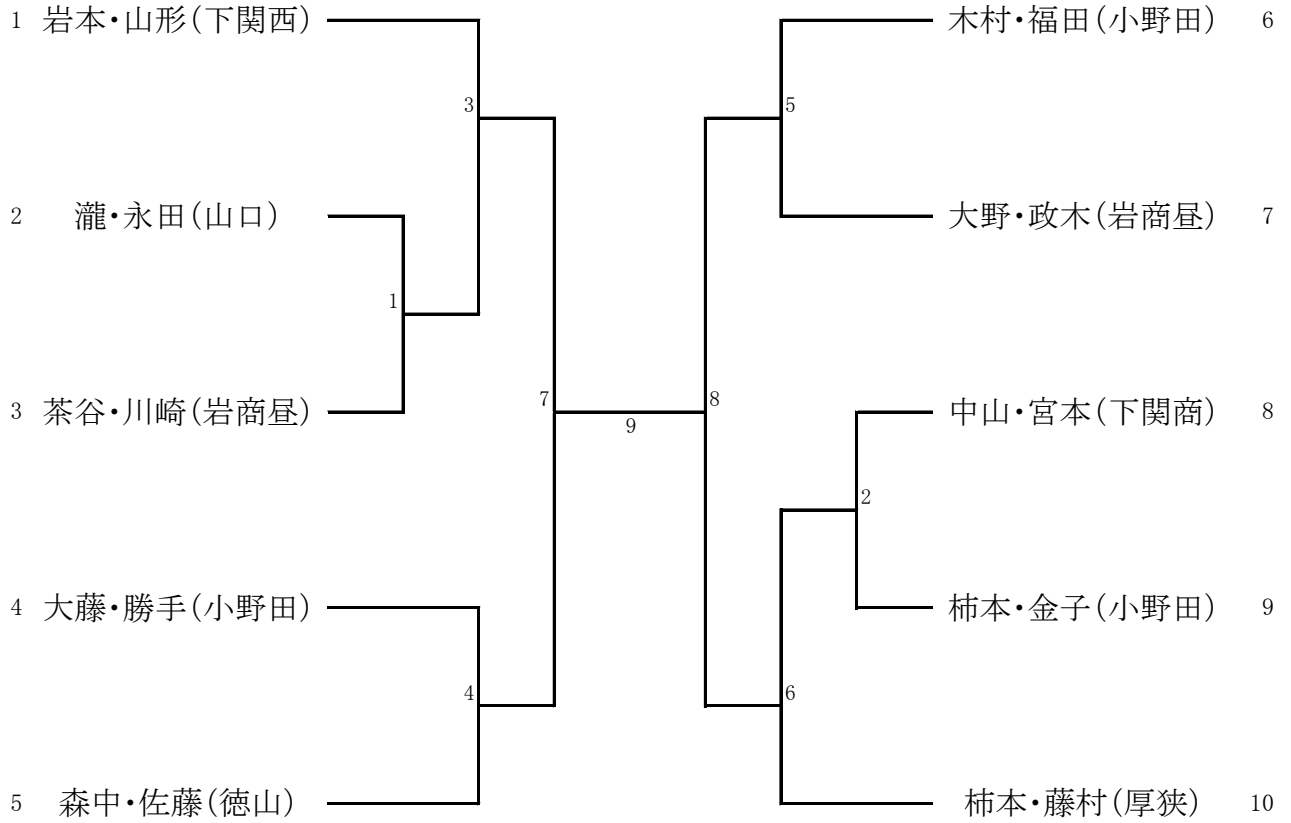 1 岩本・山形(下関西)
木村・福田(小野田) 6
3
5
2 瀧・永田(山口)
大野・政木(岩商昼) 7
1
3 茶谷・川崎(岩商昼)
7
9
8
中山・宮本(下関商) 8
2
4 大藤・勝手(小野田)
柿本・金子(小野田) 9
4
6
5 森中・佐藤(徳山)
柿本・藤村(厚狭) 10